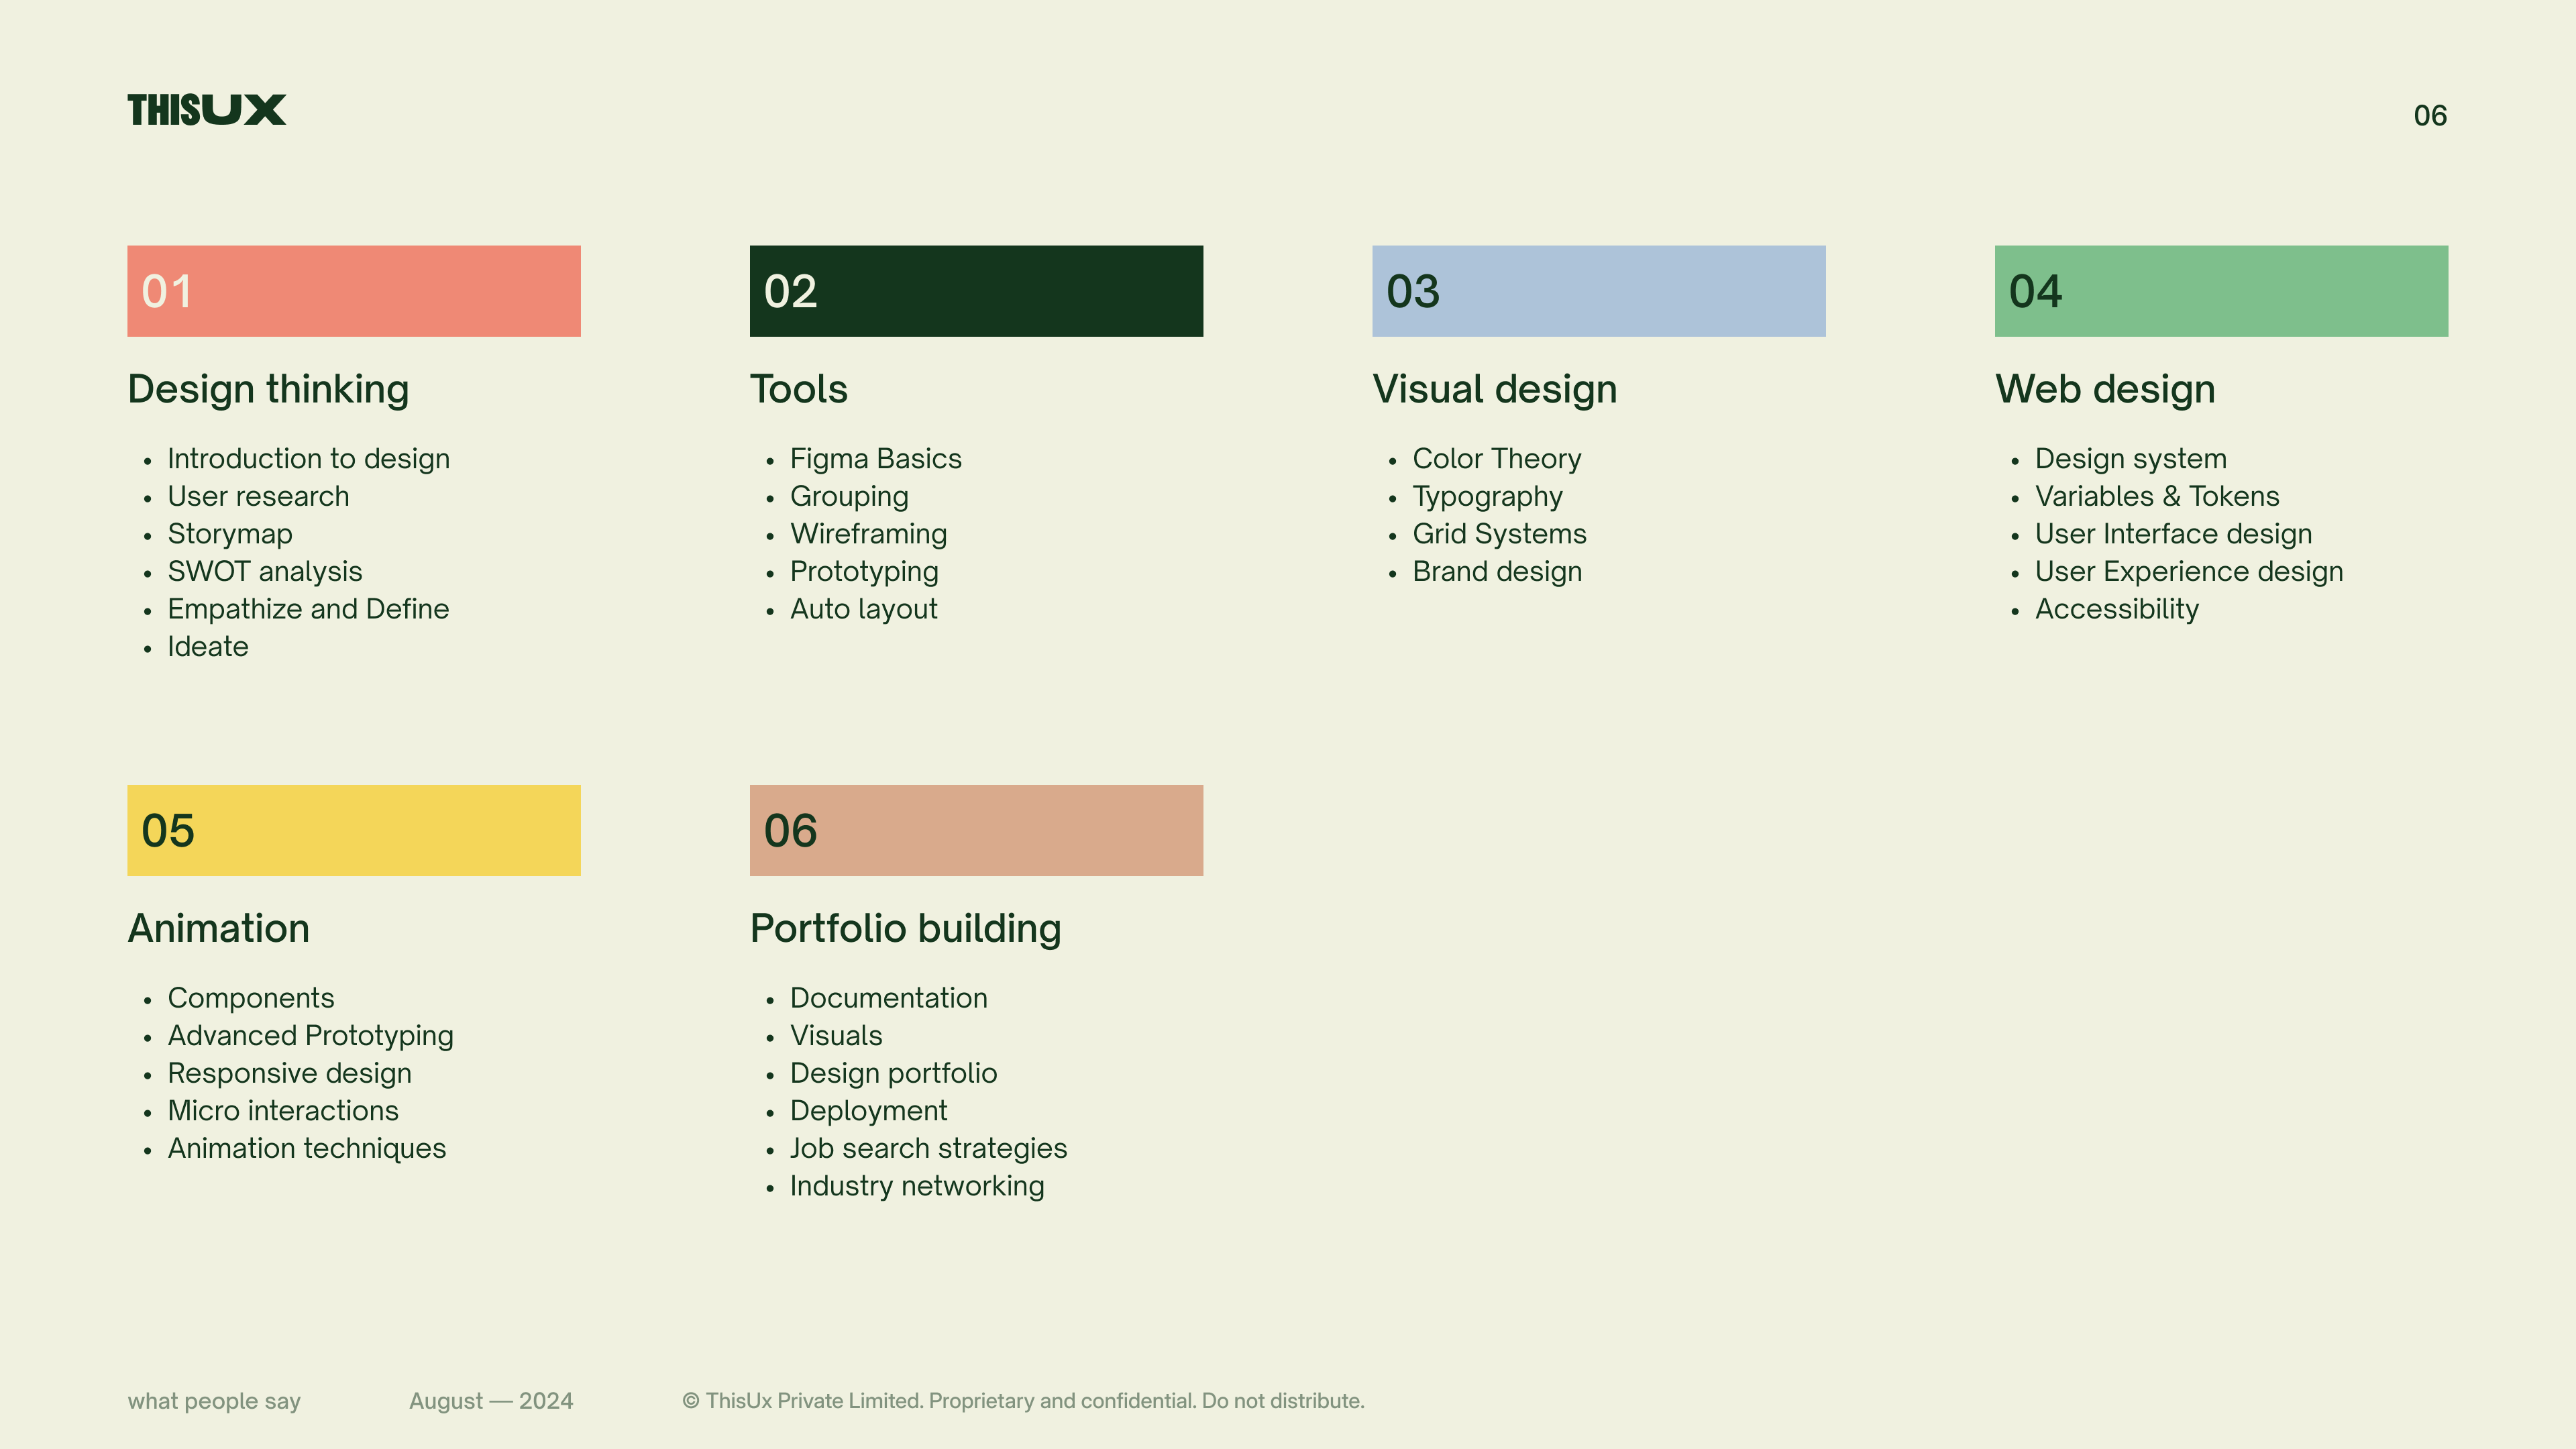 THISUX
06
01
Design thinking
• Introduction to design
• User research
• Storymap
• SWOT analysis
• Empathize and Define
• Ideate
02
Tools
• Figma Basics
• Grouping
• Wireframing
• Prototyping
• Auto layout
03
Visual design
• Color Theory
• Typography
• Grid Systems
• Brand design
04
Web design
• Design system
• Variables & Tokens
• User Interface design
• User Experience design
• Accessibility
05
Animation
• Components
• Advanced Prototyping
• Responsive design
• Micro interactions
• Animation techniques
06
Portfolio building
• Documentation
• Visuals
• Design portfolio
• Deployment
• Job search strategies
• Industry networking
what people say
August — 2024
© ThisUx Private Limited. Proprietary and confidential. Do not distribute.